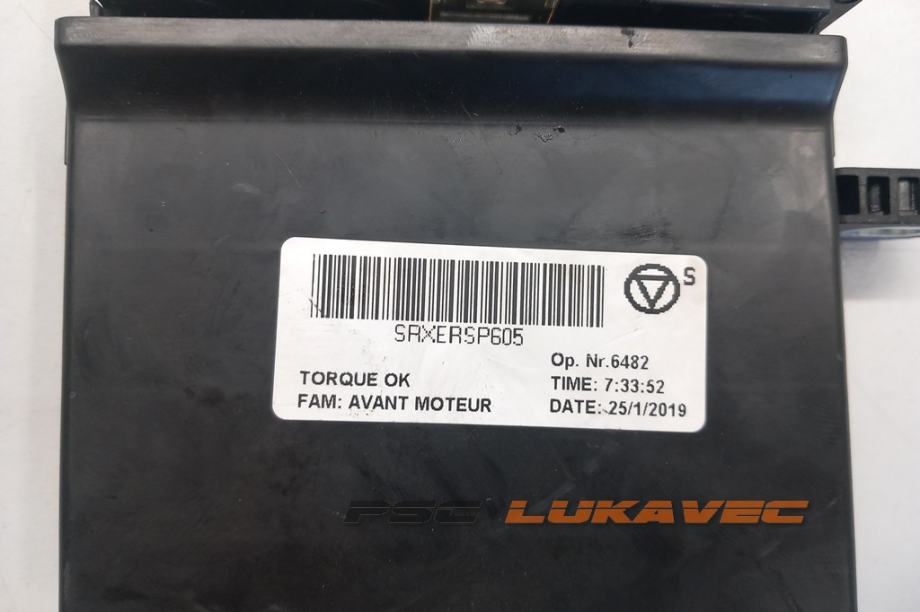 SAXERSP605
S
Op. Nr.6482
TORQUE OK
TIME: 7:33:52
FAM: AVANT MOTEUR
DATE: 25/1/2019
PSC LUKAVEC